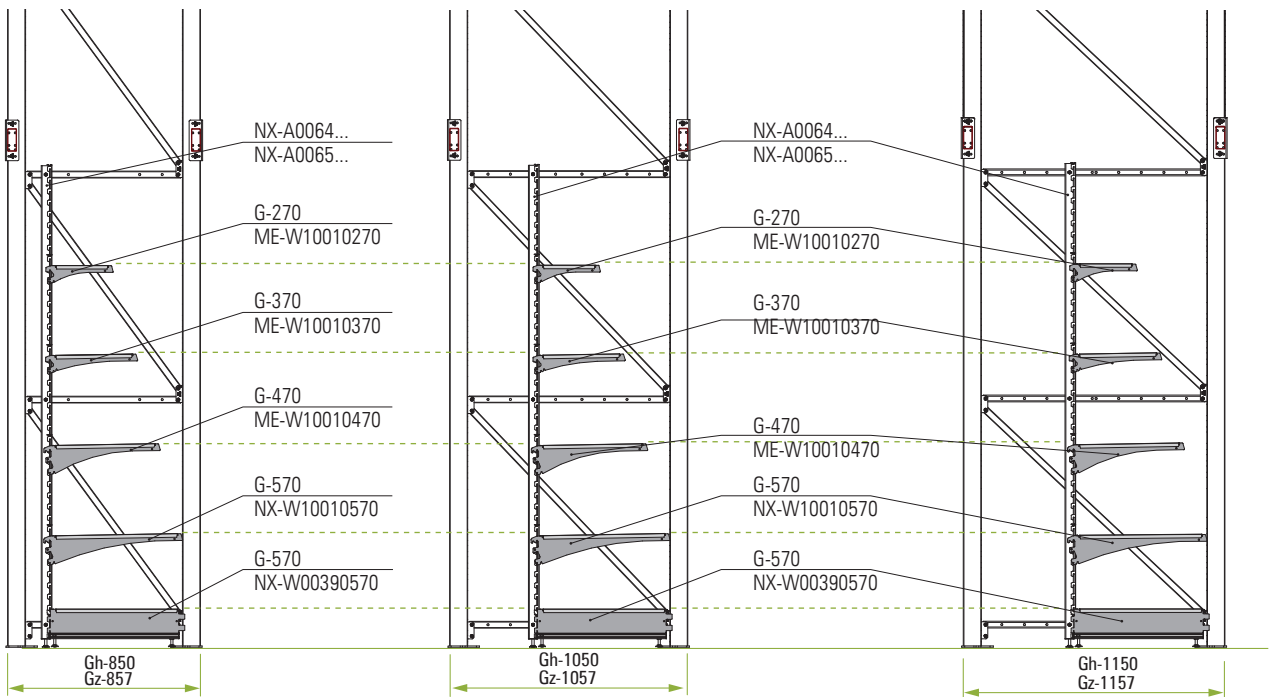 NX-A0064...
NX-A0065...
G-270
ME-W10010270
G-370
ME-W10010370
G-470
ME-W10010470
G-570
NX-W10010570
G-570
NX-W00390570
NX-A0064...
NX-A0065...
G-270
ME-W10010270
G-370
ME-W10010370
G-470
ME-W10010470
G-570
NX-W10010570
G-570
NX-W00390570
Gh-850
Gz-857
Gh-1050
Gz-1057
Gh-1150
Gz-1157